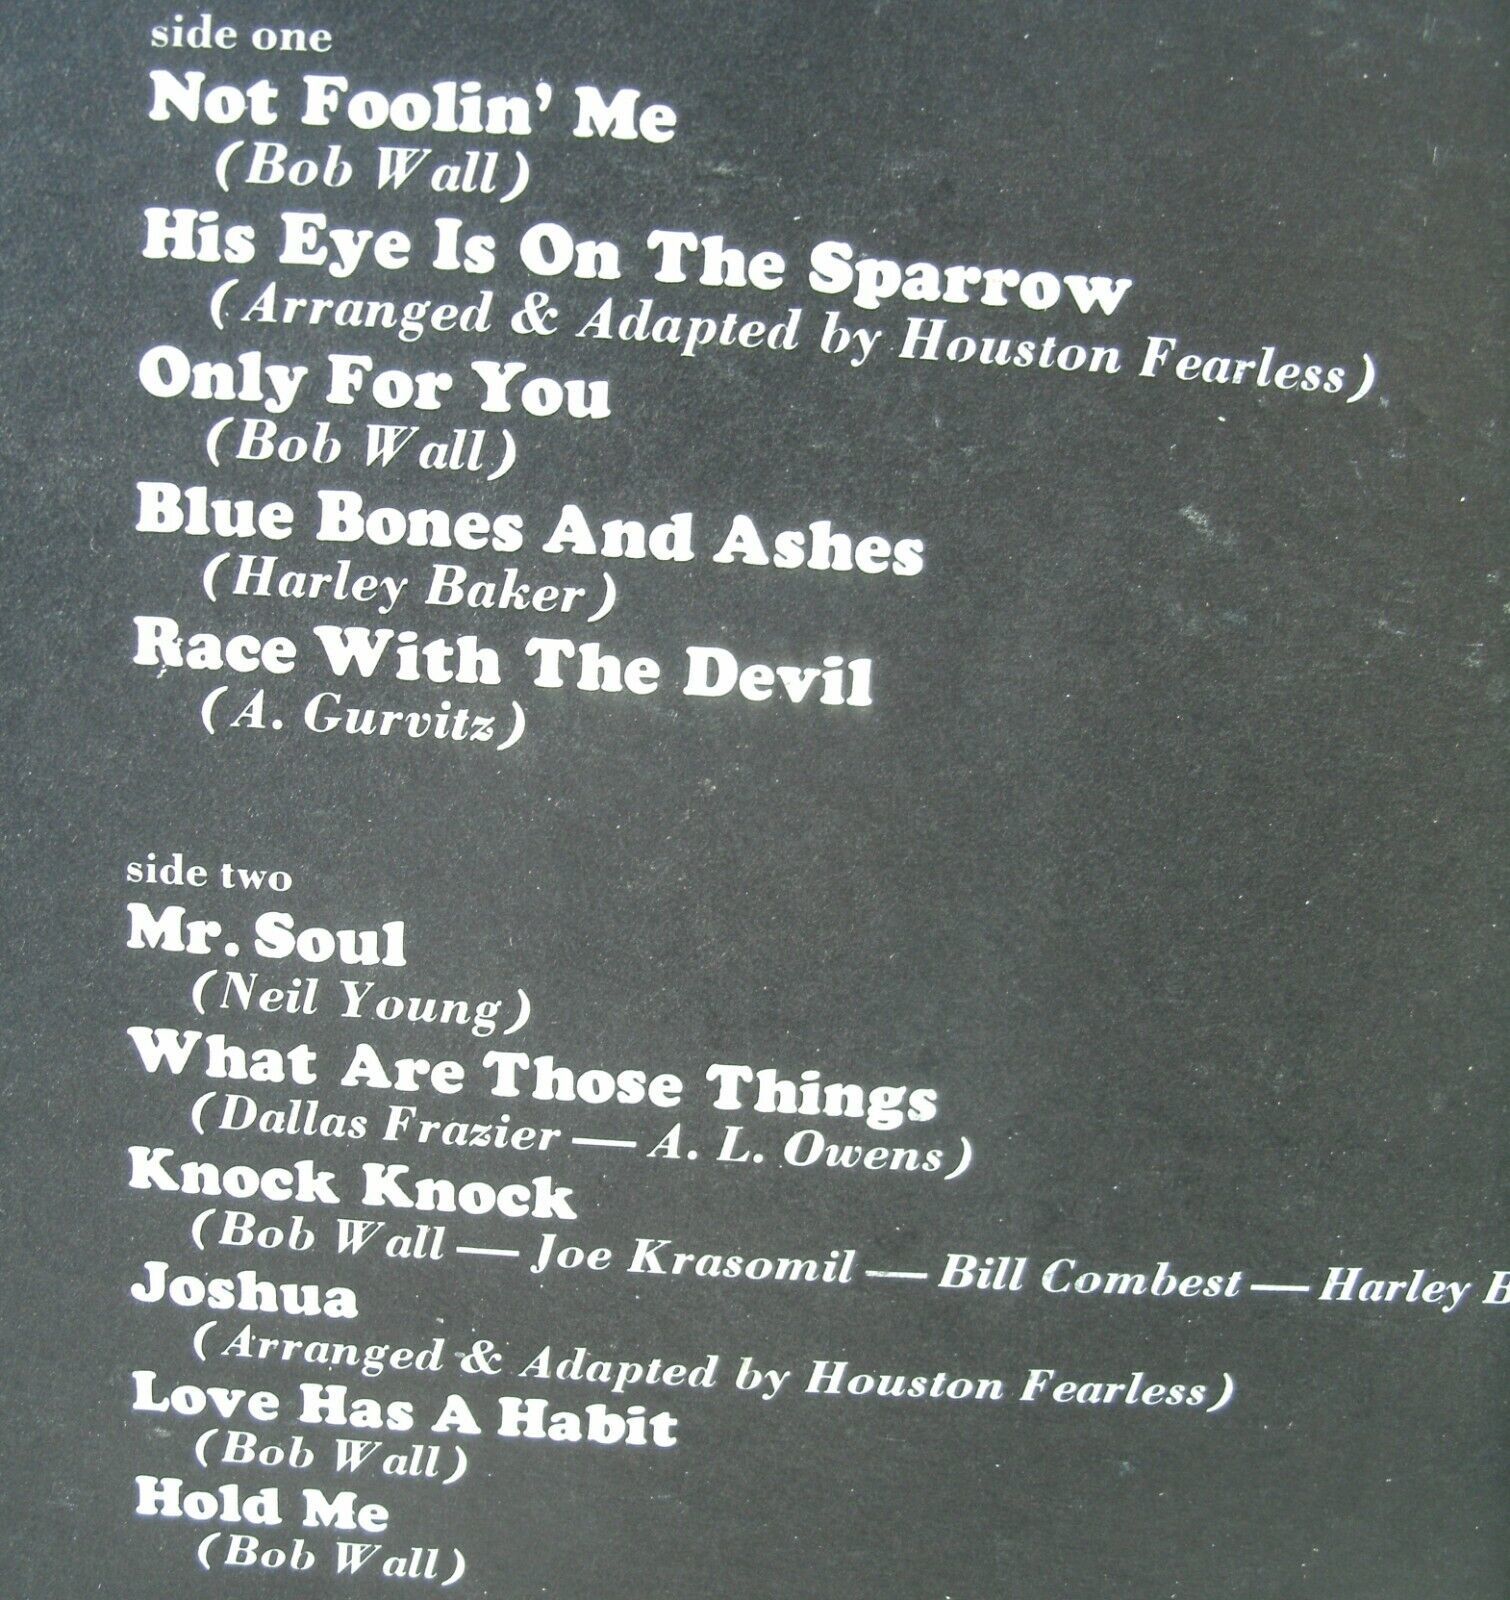 side one
Not Foolin' Me
(Bob Wall)
His Eye Is On The Sparrow
(Arranged & Adapted by Houston Fearless)
Only For You
(Bob Wall)
Blue Bones And Ashes
(Harley Baker)
Race With The Devil
(A. Gurvitz)
side two
Mr. Soul
(Neil Young)
What Are Those Things
(Dallas Frazier — A. L. Owens)
Knock Knock
(Bob Wall — Joe Krasomil — Bill Combest — Harley B
Joshua
(Arranged & Adapted by Houston Fearless)
Love Has A Habit
(Bob Wall)
Hold Me
(Bob Wall)